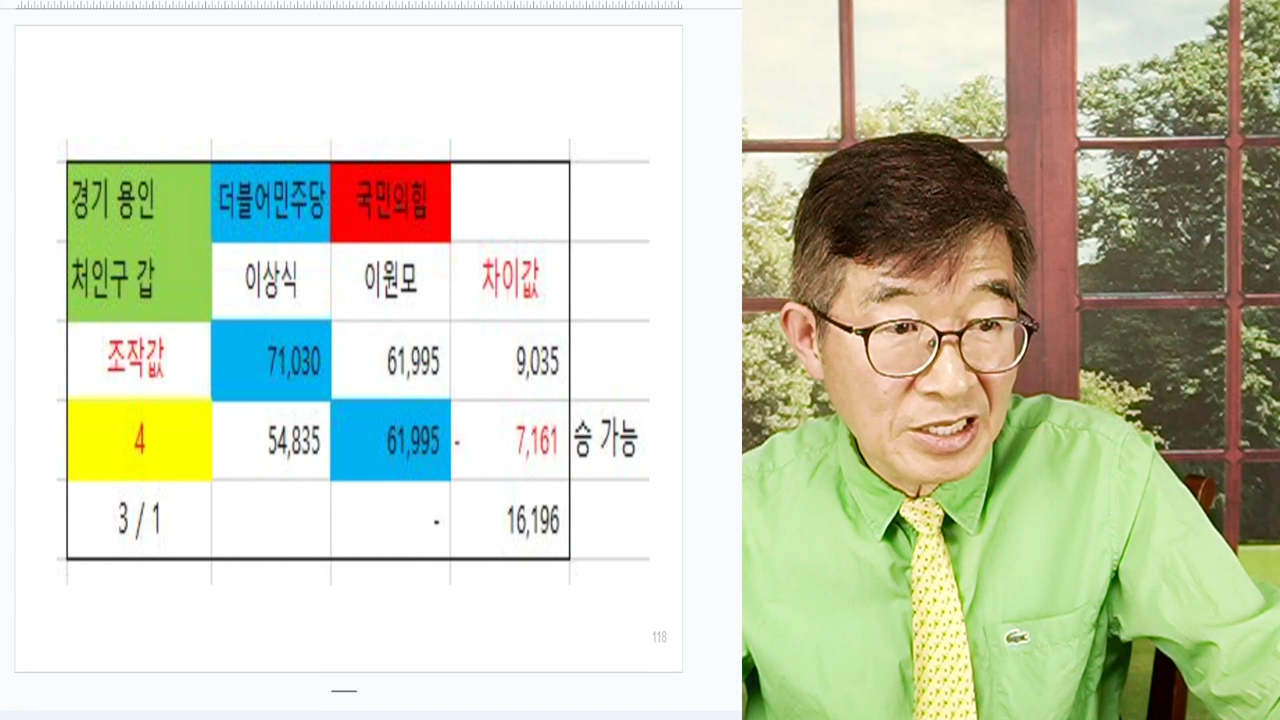 경기 용인 더불어민주당 국민의힘
처인구 갑 이상식 이원모 차이값
조작값 71,030 61,995 9,035
4 54,835 61,995 - 7,161 승 가능
3 / 1 - 16,196
118